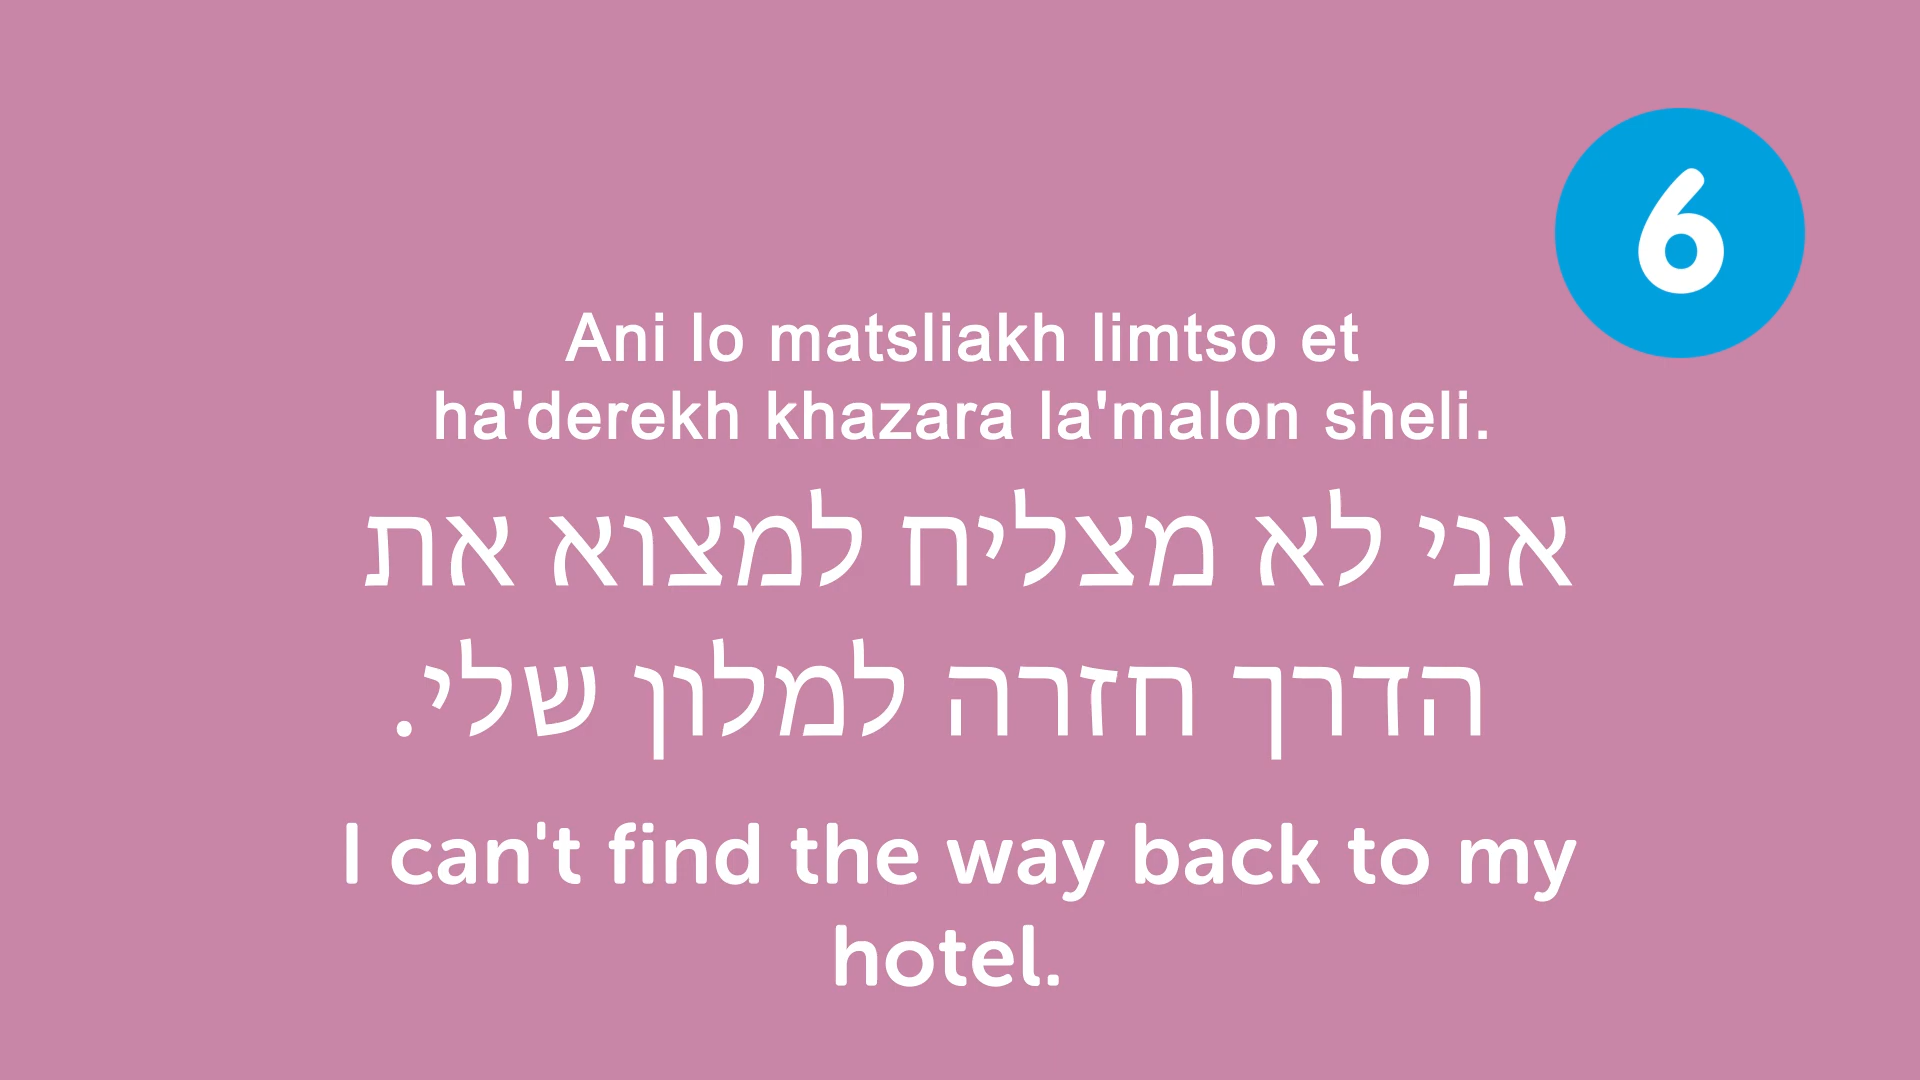 6
Ani lo matsliakh limtso et
ha'derekh khazara la'malon sheli.
אני לא מצליח למצוא את
הדרך חזרה למלון שלי.
I can't find the way back to my
hotel.